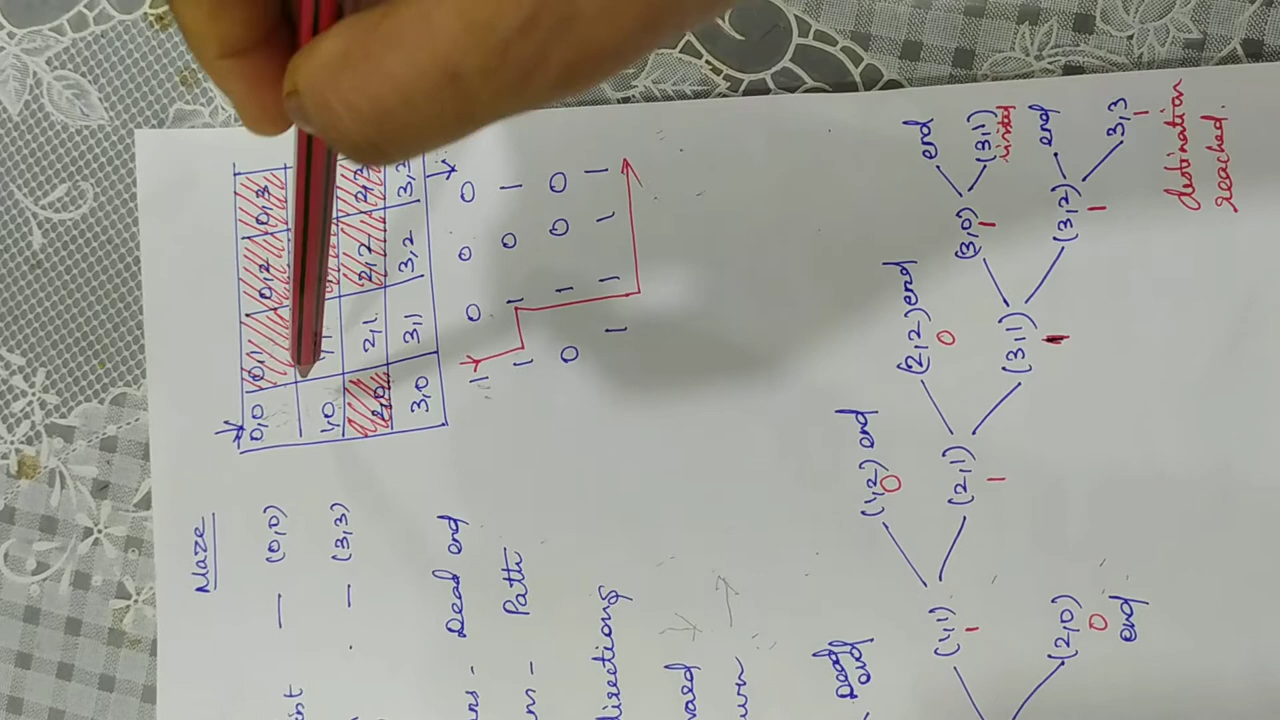 Maze
— (0,0)
— (3,3)
- Dead end
- Path
0,0 0,1 0,2 0,3
1,0
2,0 2,1 2,2 2,3
3,0 3,1 3,2 3,2
1 0 0 0
1 1 0 1
0 1 0 0
1 1 1 1
Dead end
(1,1) 1
(2,0) 0 end
(1,2) end 0
(2,1) 1
(2,2) end 0
(3,1) 1
(3,0) 1
(3,2) 1
end
(3,1)
end
3,3 1
destination
reached.